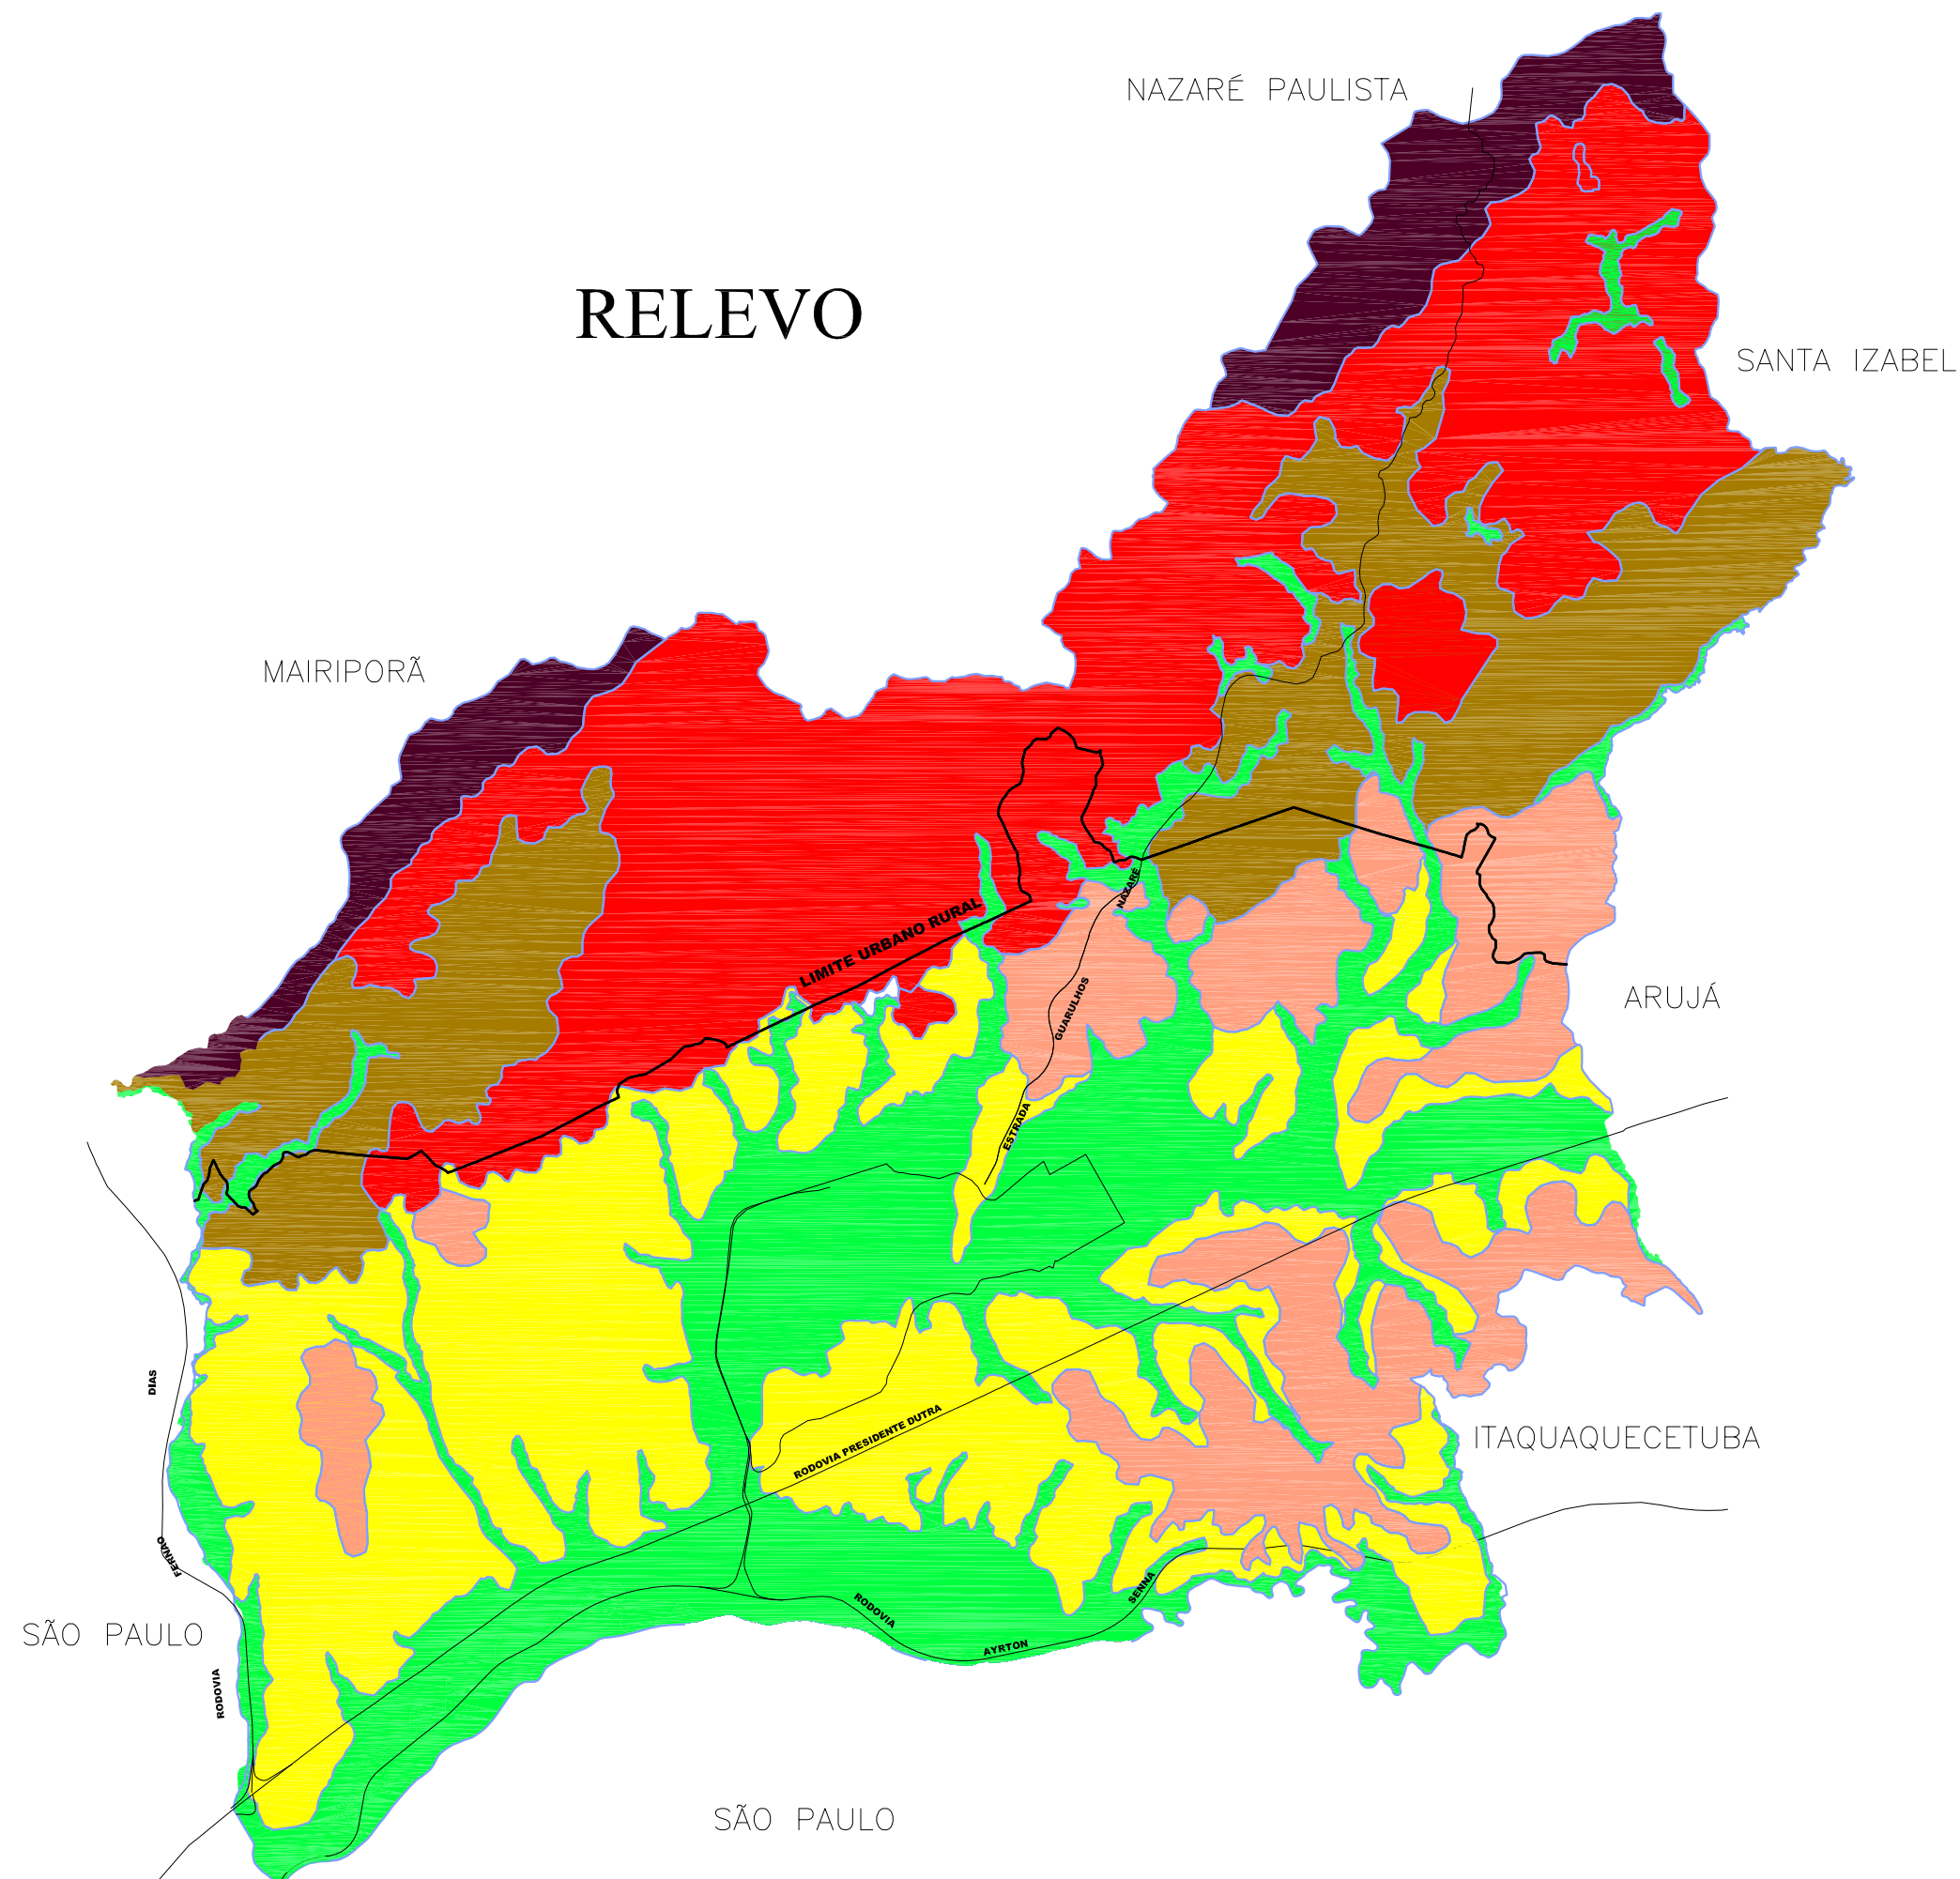 NAZARÉ PAULISTA
RELEVO
SANTA IZABEL
MAIRIPORÃ
LIMITE URBANO RURAL
NAZARÉ
GUARULHOS
ESTRADA
ARUJÁ
DIAS
FERNAO
RODOVIA
RODOVIA PRESIDENTE DUTRA
ITAQUAQUECETUBA
SÃO PAULO
RODOVIA
AYRTON
SENNA
SÃO PAULO